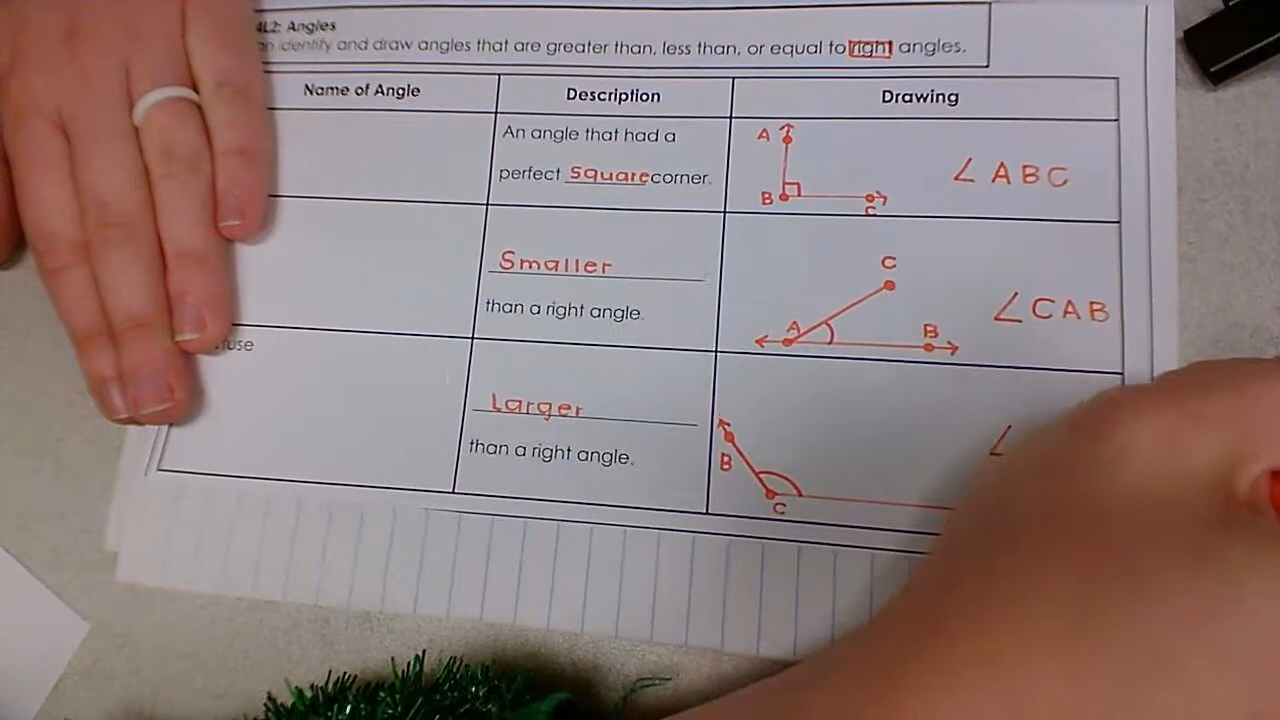 4L2: Angles
identify and draw angles that are greater than, less than, or equal to right angles.
Name of Angle
Description
Drawing
An angle that had a
perfect Square corner.
A
B
C
∠ ABC
Smaller
than a right angle.
C
A
B
∠CAB
Larger
than a right angle.
B
C
∠